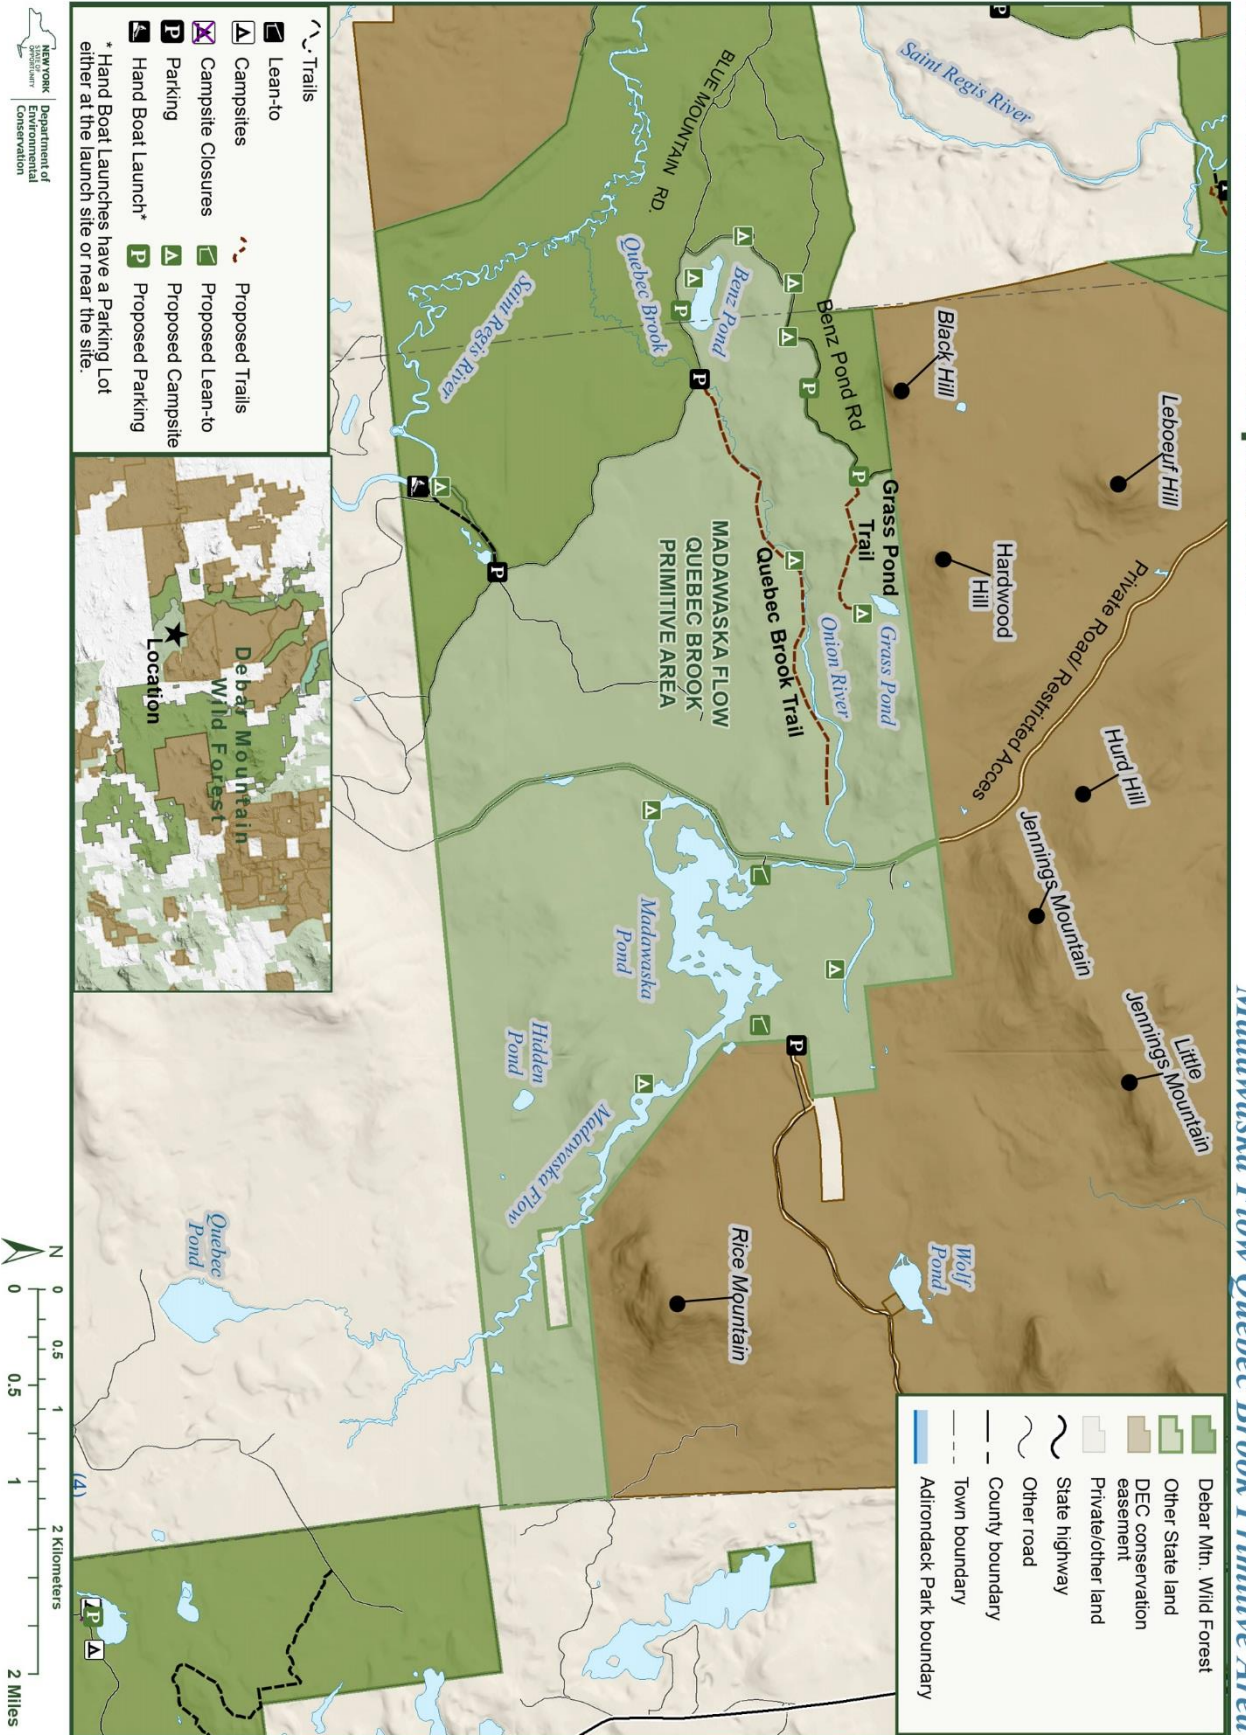 Madawaska Flow Quebec Brook Primitive Area
Saint Regis River
BLUE MOUNTAIN RD.
Quebec Brook
Benz Pond
Benz Pond Rd
Saint Regis River
Black Hill
Leboeuf Hill
Hardwood
Hill
Private Road/ Restricted Acces
Hurd Hill
Jennings Mountain
Little
Jennings Mountain
Grass Pond
Trail
Grass Pond
Onion River
Quebec Brook Trail
MADAWASKA FLOW
QUEBEC BROOK
PRIMITIVE AREA
Madawaska
Pond
Hidden
Pond
Madawaska Flow
Quebec
Pond
Rice Mountain
Wolf
Pond
(4)
Trails
Lean-to
Campsites
Campsite Closures
Parking
Hand Boat Launch*
Proposed Trails
Proposed Lean-to
Proposed Campsite
Proposed Parking
* Hand Boat Launches have a Parking Lot
either at the launch site or near the site.
Debar Mountain
Wild Forest
Location
Debar Mtn. Wild Forest
Other State land
DEC conservation
easement
Private/other land
State highway
Other road
County boundary
Town boundary
Adirondack Park boundary
NEW YORK
STATE OF
OPPORTUNITY
Department of
Environmental
Conservation
N
0 0.5 1 2 Kilometers
0 0.5 1 2 Miles